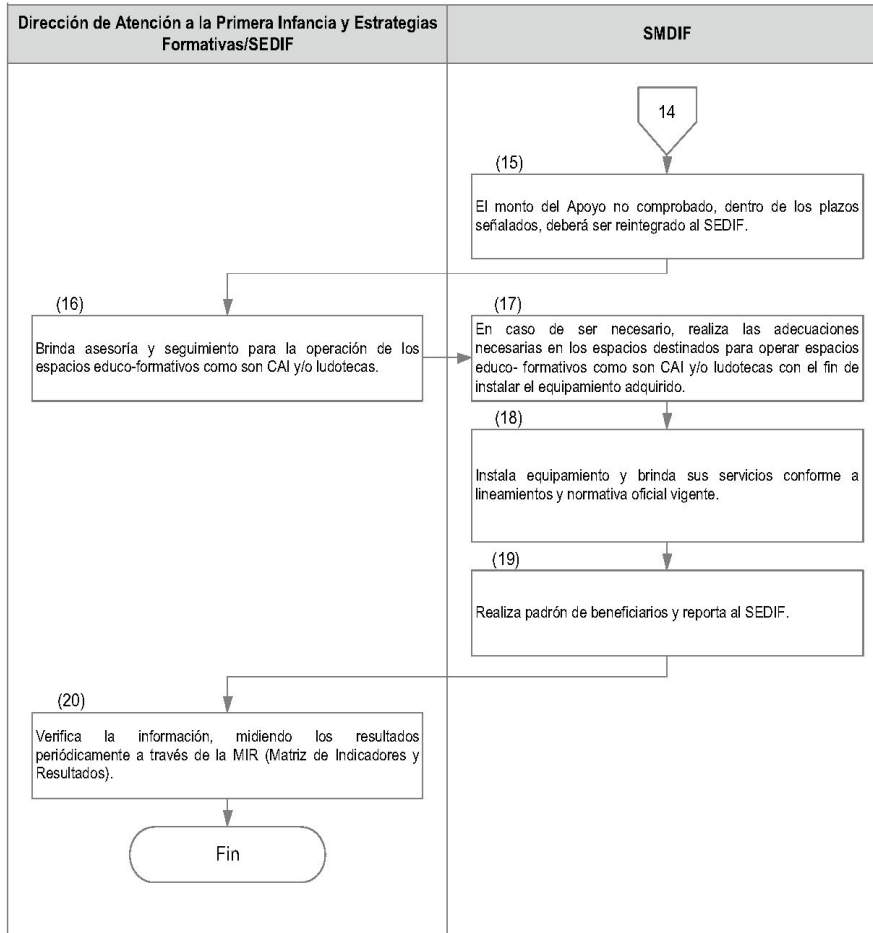 Dirección de Atención a la Primera Infancia y Estrategias
Formativas/SEDIF
SMDIF
14
(15)
El monto del Apoyo no comprobado, dentro de los plazos
señalados, deberá ser reintegrado al SEDIF.
(16)
Brinda asesoría y seguimiento para la operación de los
espacios educo-formativos como son CAI y/o ludotecas.
(17)
En caso de ser necesario, realiza las adecuaciones
necesarias en los espacios destinados para operar espacios
educo- formativos como son CAI y/o ludotecas con el fin de
instalar el equipamiento adquirido.
(18)
Instala equipamiento y brinda sus servicios conforme a
lineamientos y normativa oficial vigente.
(19)
Realiza padrón de beneficiarios y reporta al SEDIF.
(20)
Verifica la información, midiendo los resultados
periódicamente a través de la MIR (Matriz de Indicadores y
Resultados).
Fin